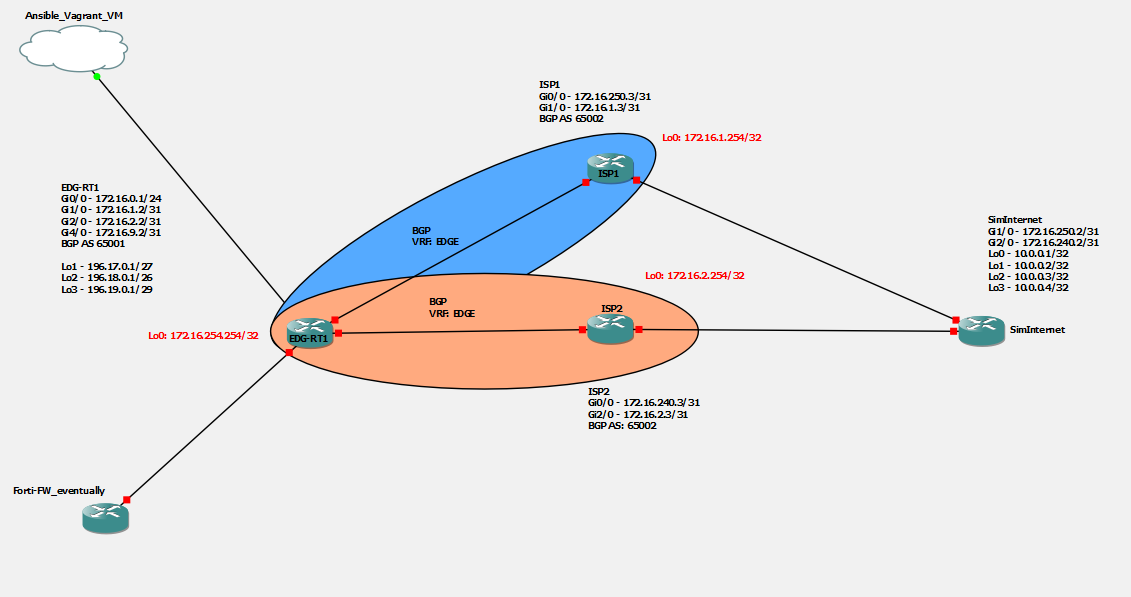 Ansible_Vagrant_VM
ISP1
Gi0/0 - 172.16.250.3/31
Gi1/0 - 172.16.1.3/31
BGP AS 65002
Lo0: 172.16.1.254/32
ISP1
EDG-RT1
Gi0/0 - 172.16.0.1/24
Gi1/0 - 172.16.1.2/31
Gi2/0 - 172.16.2.2/31
Gi4/0 - 172.16.9.2/31
BGP AS 65001
Lo1 - 196.17.0.1/27
Lo2 - 196.18.0.1/26
Lo3 - 196.19.0.1/29
BGP
VRF: EDGE
SimInternet
Gi1/0 - 172.16.250.2/31
Gi2/0 - 172.16.240.2/31
Lo0 - 10.0.0.1/32
Lo1 - 10.0.0.2/32
Lo2 - 10.0.0.3/32
Lo3 - 10.0.0.4/32
Lo0: 172.16.2.254/32
BGP
VRF: EDGE
ISP2
Lo0: 172.16.254.254/32
EDG-RT1
SimInternet
ISP2
Gi0/0 - 172.16.240.3/31
Gi2/0 - 172.16.2.3/31
BGP AS: 65002
Forti-FW_eventually